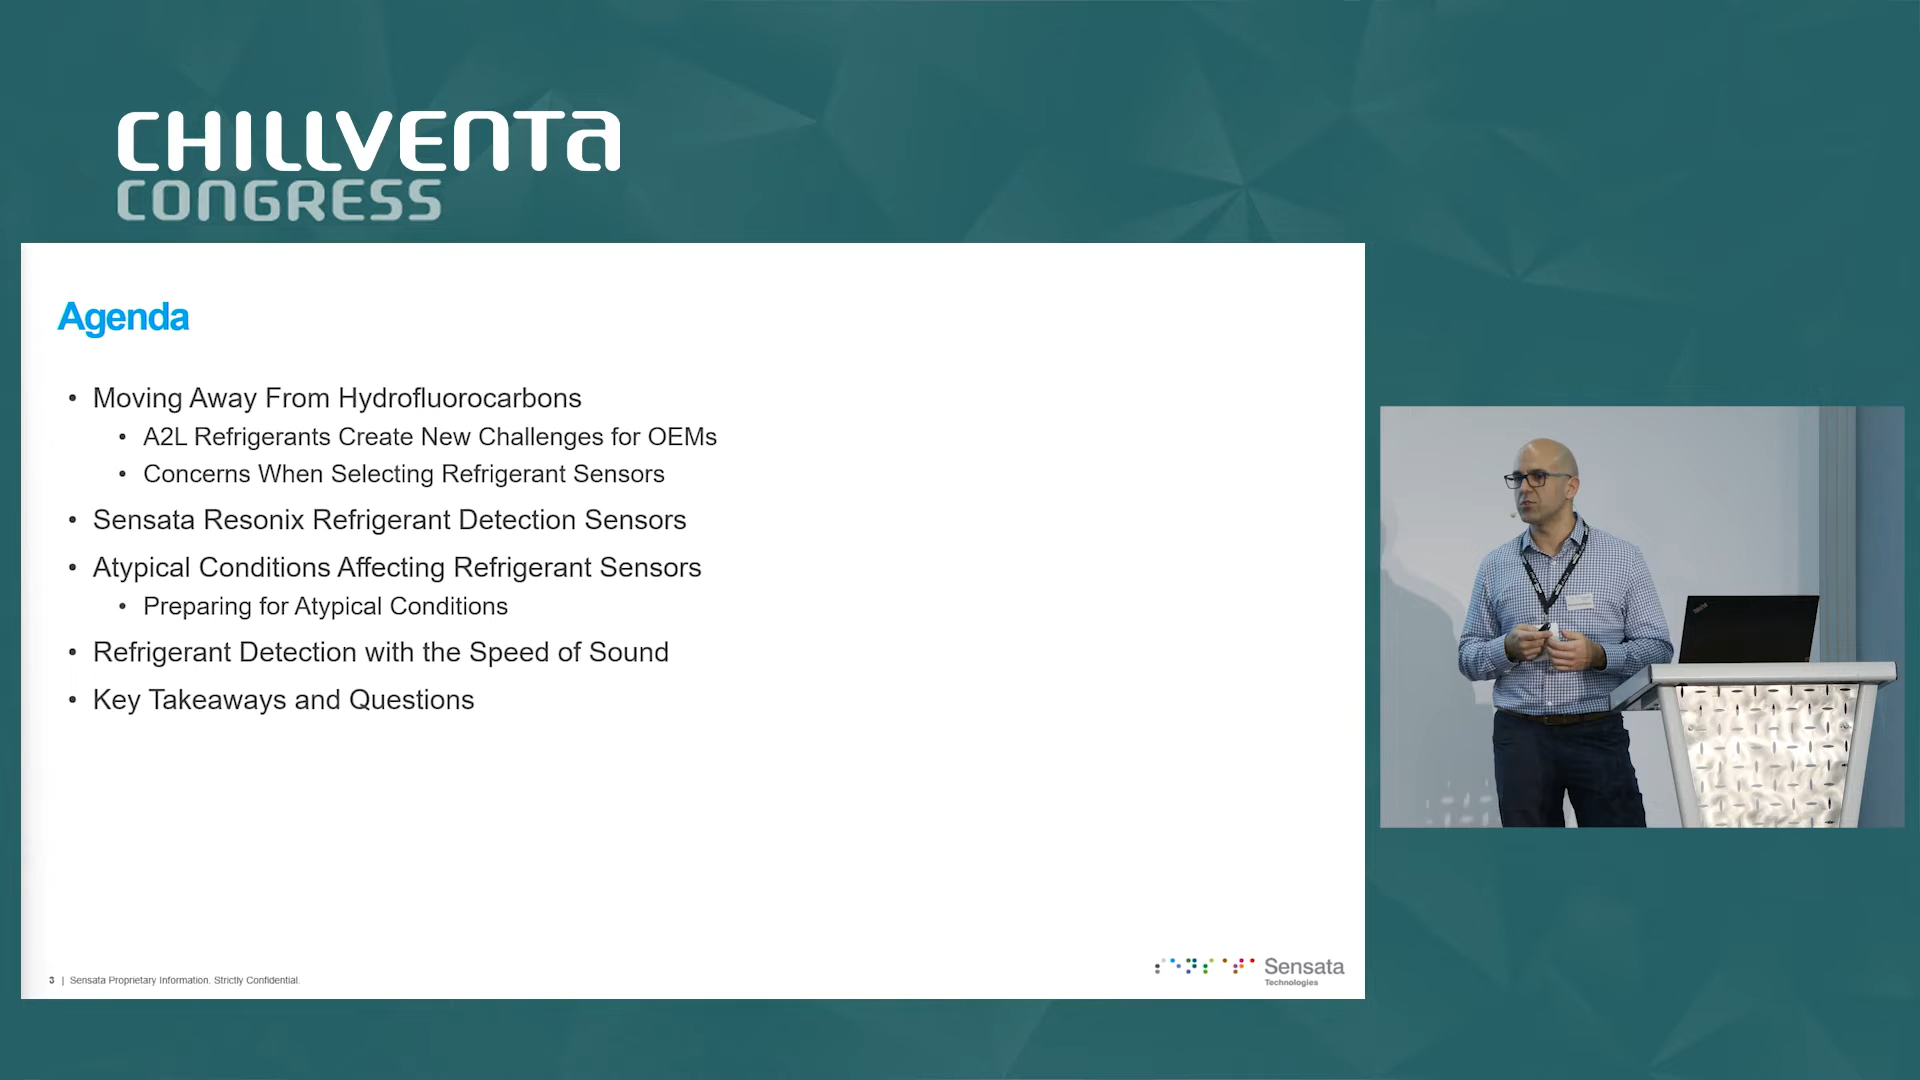 CHILLVENTA
CONGRESS
Agenda
• Moving Away From Hydrofluorocarbons
• A2L Refrigerants Create New Challenges for OEMs
• Concerns When Selecting Refrigerant Sensors
• Sensata Resonix Refrigerant Detection Sensors
• Atypical Conditions Affecting Refrigerant Sensors
• Preparing for Atypical Conditions
• Refrigerant Detection with the Speed of Sound
• Key Takeaways and Questions
3 | Sensata Proprietary Information. Strictly Confidential.
Sensata
Technologies